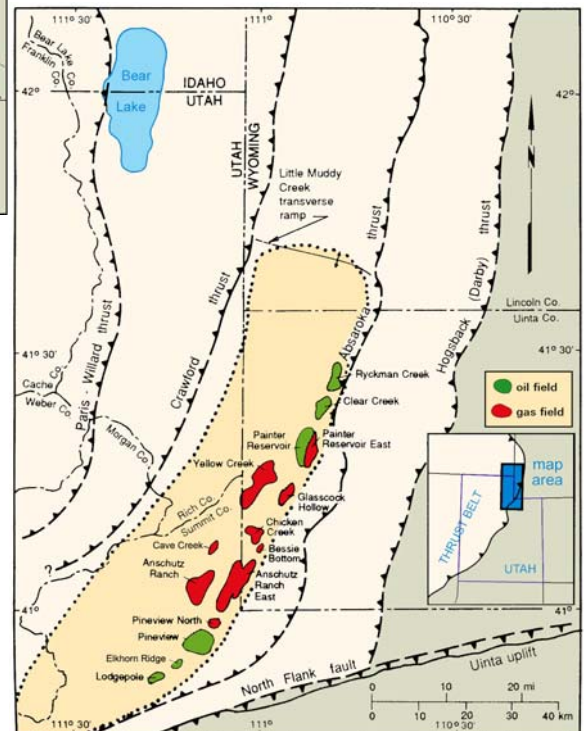 111° 30'
111°
110° 30'
Bear Lake Co.
Franklin Co.
42°
Bear
Lake
IDAHO
UTAH
42°
UTAH
WYOMING
Little Muddy
Creek
transverse
ramp
N
thrust
thrust
thrust
thrust
Paris - Willard
Crawford
Absaroka
Hogsback (Darby)
Lincoln Co.
Uinta Co.
41° 30'
41° 30'
Cache Co.
Weber Co.
Morgan Co.
Rich Co.
Summit Co.
Ryckman Creek
Clear Creek
Painter
Reservoir
Painter
Reservoir East
Yellow Creek
Glasscock
Hollow
Chicken
Creek
Cave Creek
Bessie
Bottom
Anschutz
Ranch
Anschutz
Ranch
East
Pineview North
Pineview
Elkhorn Ridge
Lodgepole
oil field
gas field
map
area
THRUST BELT
UTAH
?
41°
41°
North Flank fault
Uinta uplift
0 10 20 mi
0 10 20 30 40 km
111° 30'
111°
110° 30'